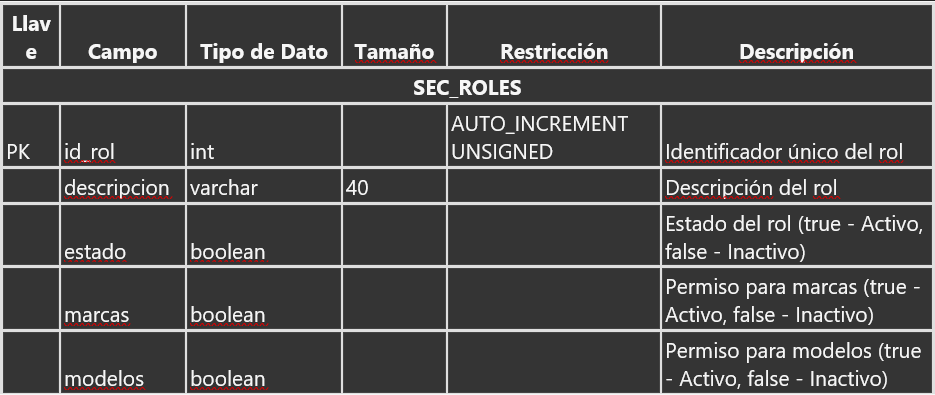 Llav
e Campo Tipo de Dato Tamaño Restricción Descripción
SEC_ROLES
AUTO_INCREMENT
PK id_rol int UNSIGNED Identificador único del rol
descripcion varchar 40 Descripción del rol
Estado del rol (true - Activo,
estado boolean false - Inactivo)
Permiso para marcas (true -
marcas boolean Activo, false - Inactivo)
Permiso para modelos (true
modelos boolean - Activo, false - Inactivo)